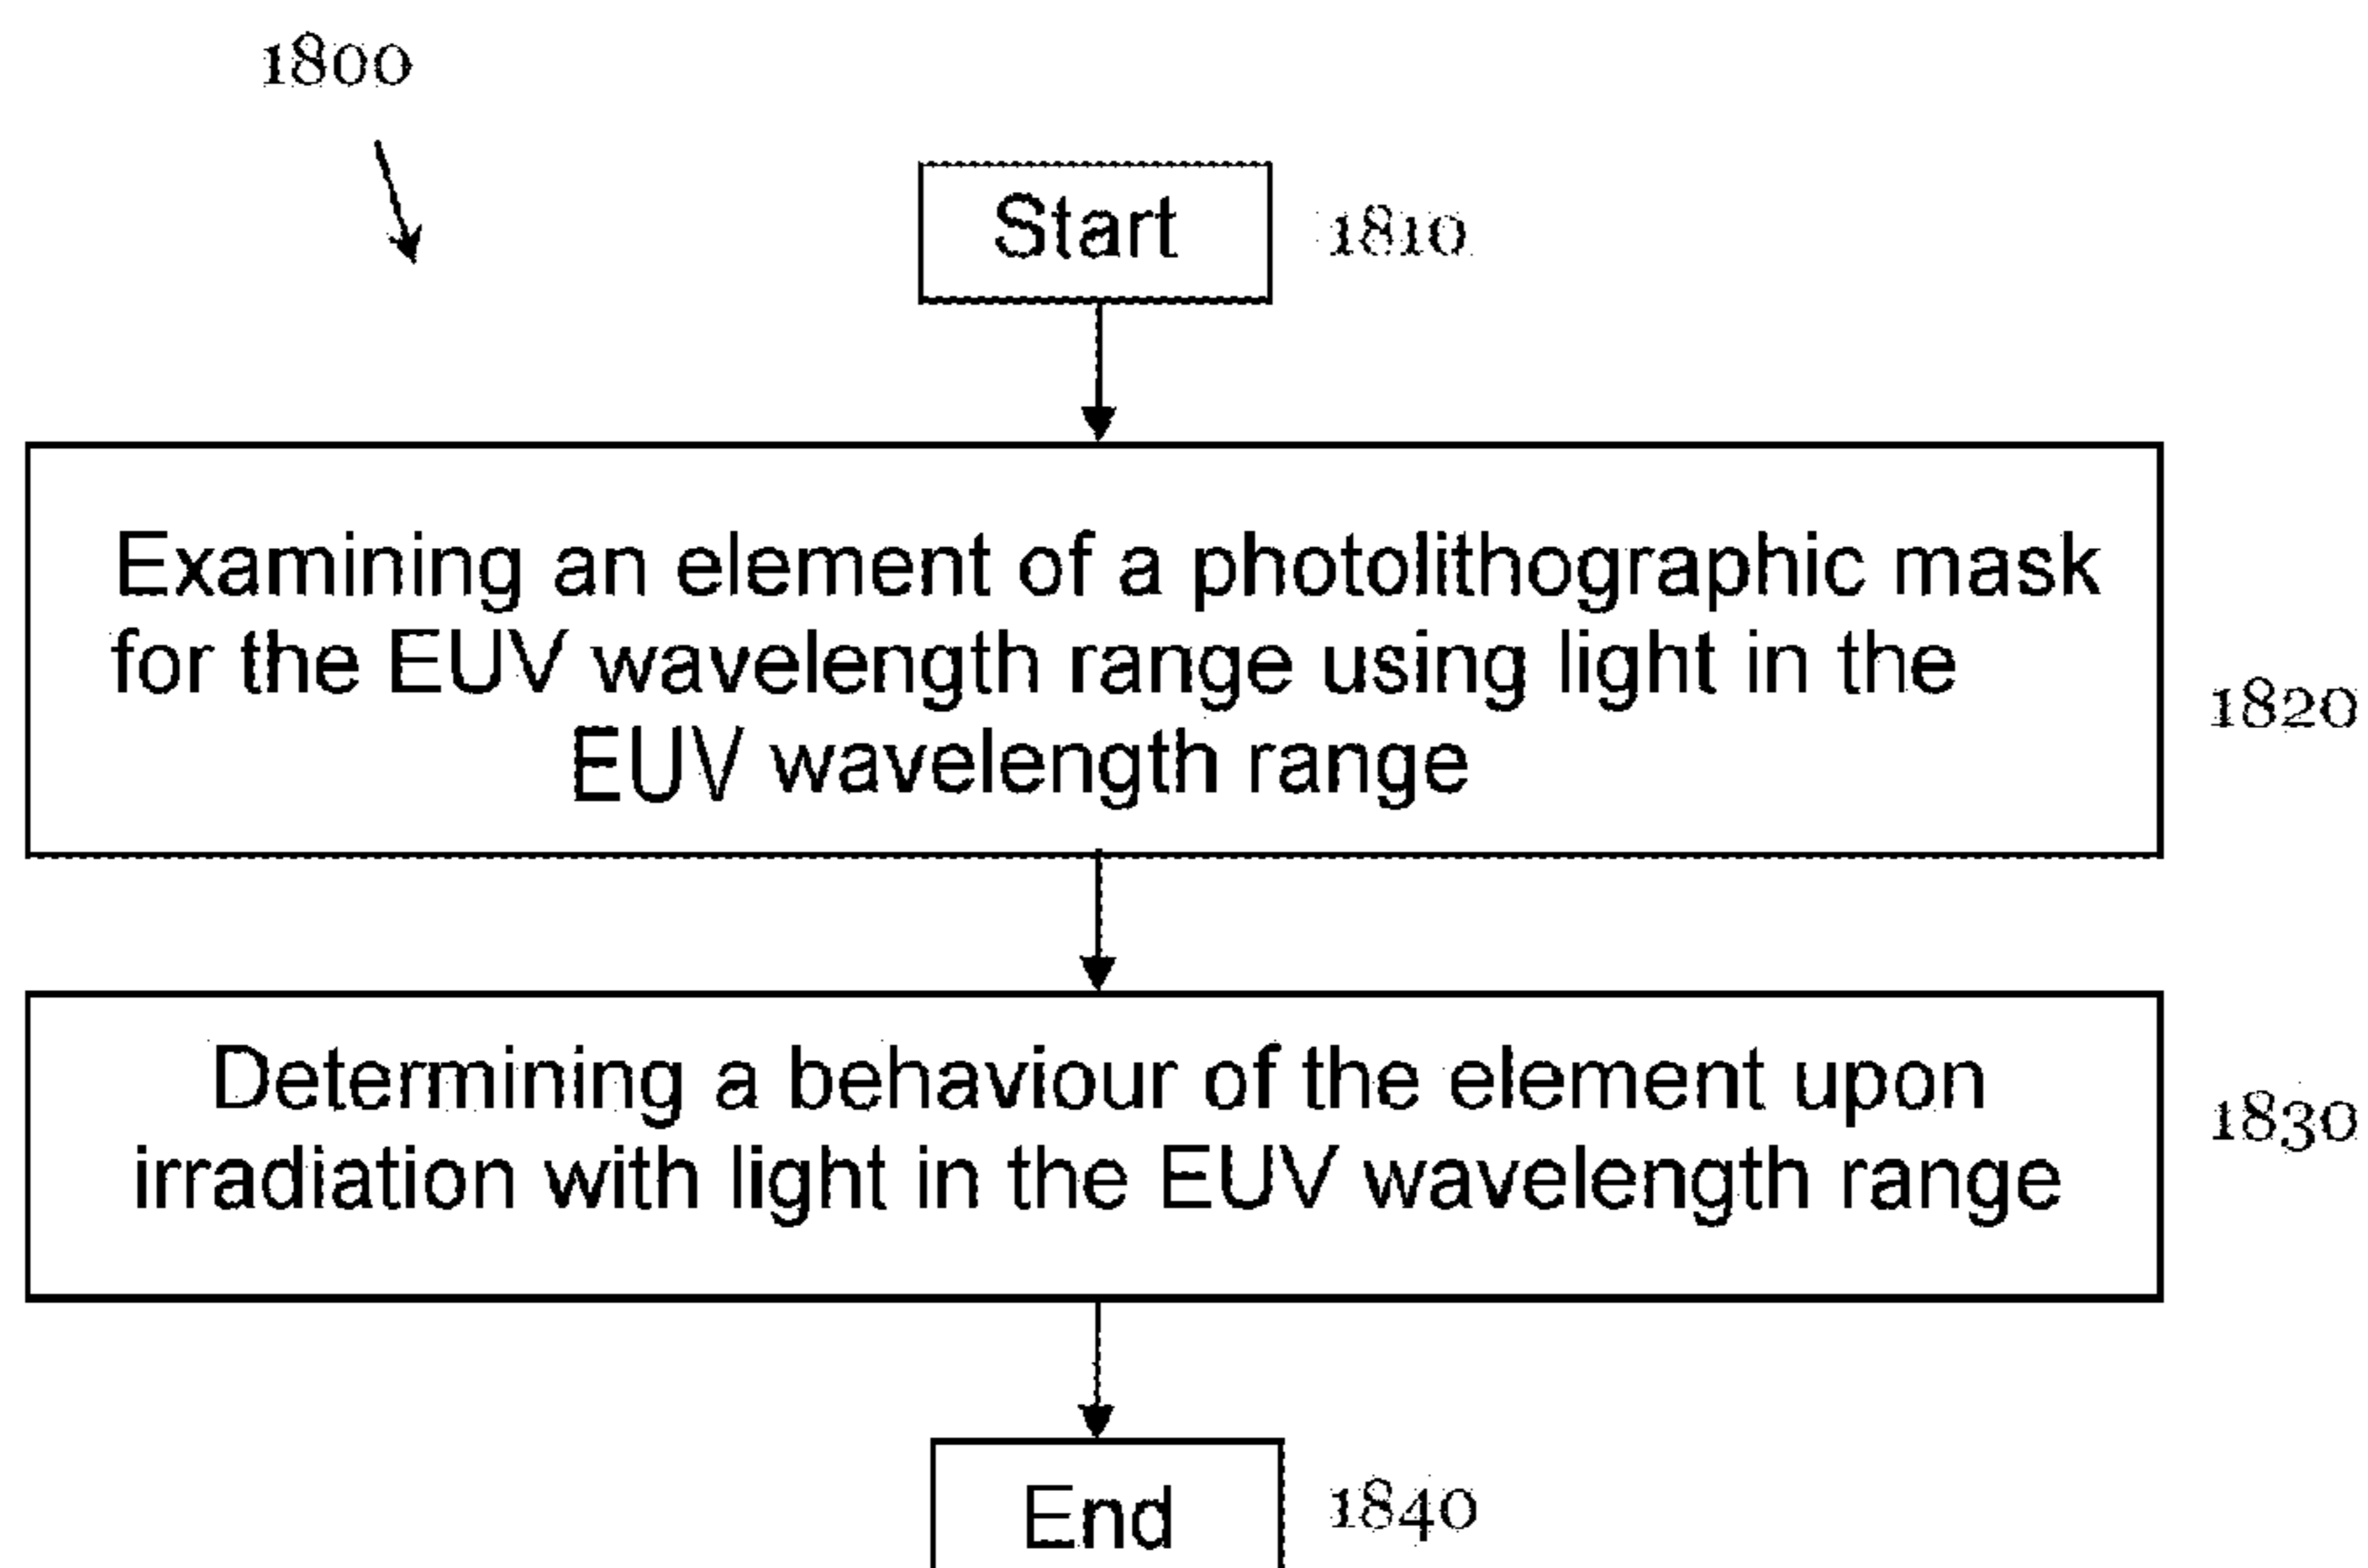 1800
Start
1810
Examining an element of a photolithographic mask
for the EUV wavelength range using light in the
EUV wavelength range
1820
Determining a behaviour of the element upon
irradiation with light in the EUV wavelength range
1830
End
1840